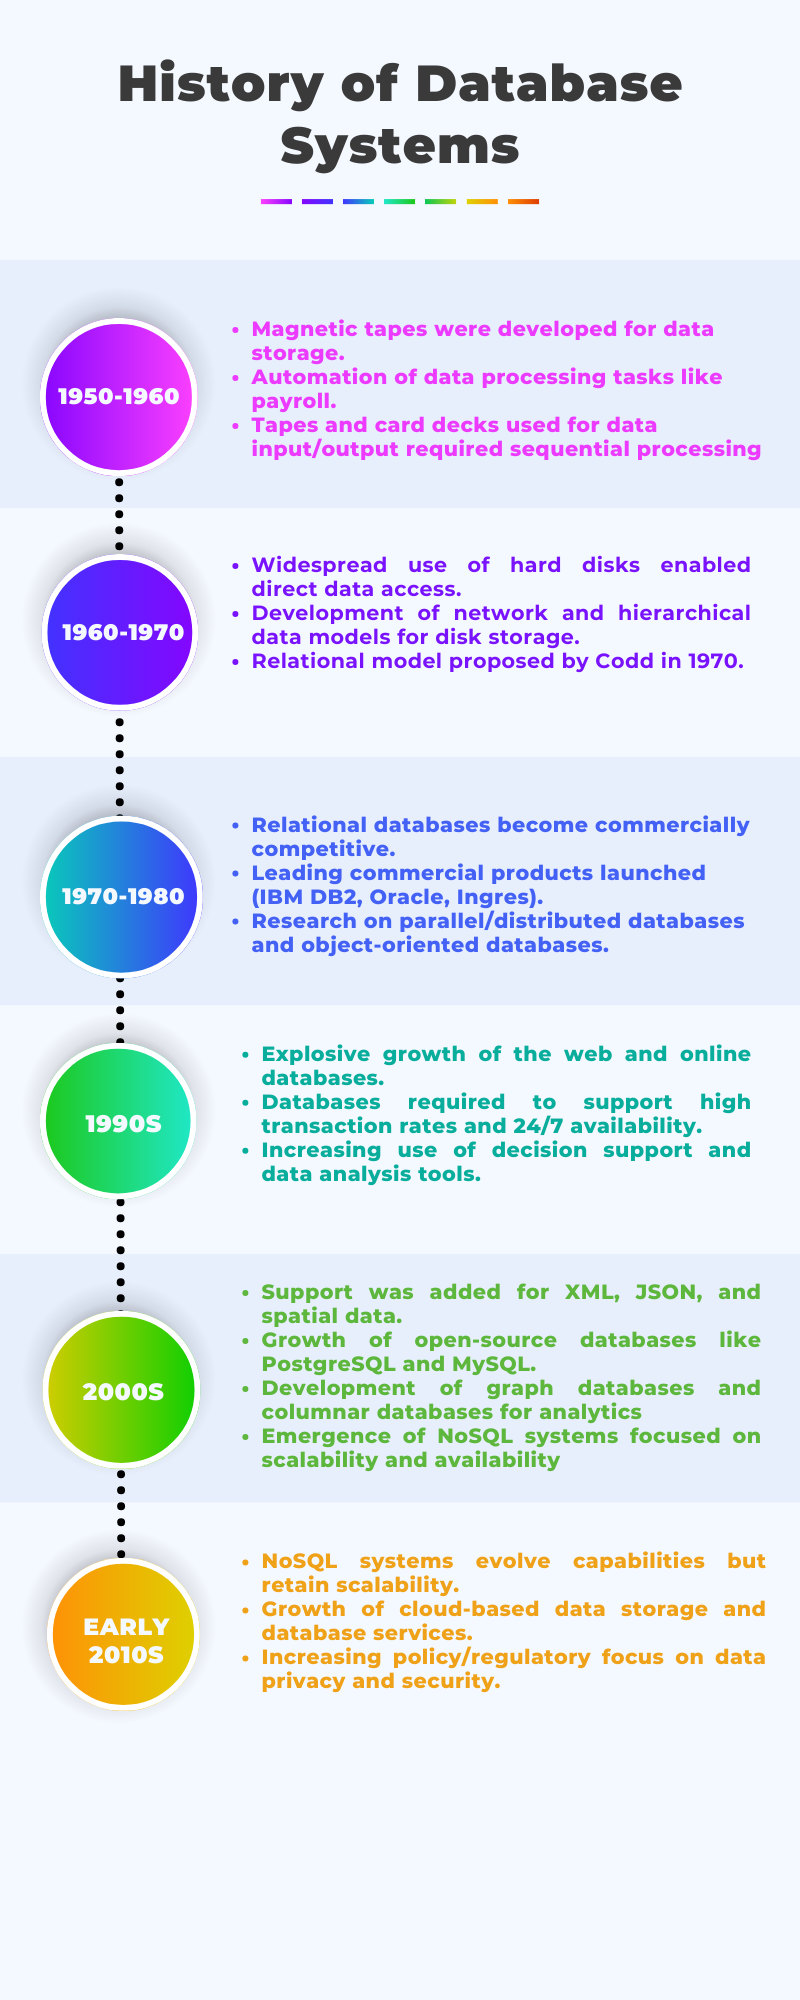 History of Database
Systems
1950-1960
• Magnetic tapes were developed for data
storage.
• Automation of data processing tasks like
payroll.
• Tapes and card decks used for data
input/output required sequential processing
1960-1970
• Widespread use of hard disks enabled
direct data access.
• Development of network and hierarchical
data models for disk storage.
• Relational model proposed by Codd in 1970.
1970-1980
• Relational databases become commercially
competitive.
• Leading commercial products launched
(IBM DB2, Oracle, Ingres).
• Research on parallel/distributed databases
and object-oriented databases.
1990S
• Explosive growth of the web and online
databases.
• Databases required to support high
transaction rates and 24/7 availability.
• Increasing use of decision support and
data analysis tools.
2000S
• Support was added for XML, JSON, and
spatial data.
• Growth of open-source databases like
PostgreSQL and MySQL.
• Development of graph databases and
columnar databases for analytics
• Emergence of NoSQL systems focused on
scalability and availability
EARLY
2010S
• NoSQL systems evolve capabilities but
retain scalability.
• Growth of cloud-based data storage and
database services.
• Increasing policy/regulatory focus on data
privacy and security.